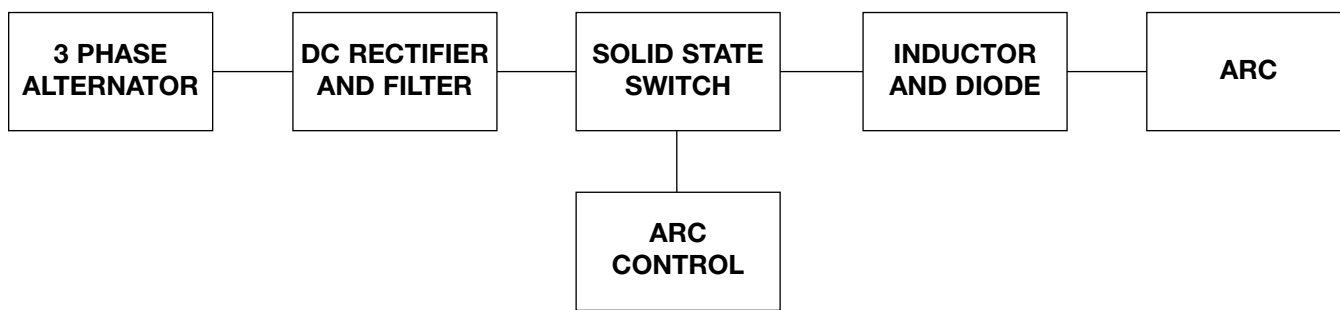 3 PHASE
ALTERNATOR
DC RECTIFIER
AND FILTER
SOLID STATE
SWITCH
INDUCTOR
AND DIODE
ARC
ARC
CONTROL